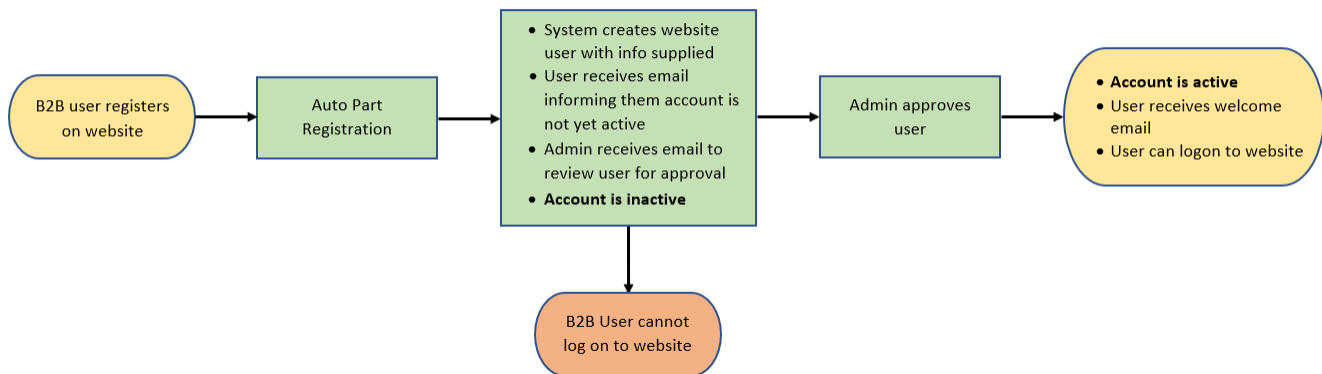 B2B user registers
on website
Auto Part
Registration
• System creates website
user with info supplied
• User receives email
informing them account is
not yet active
• Admin receives email to
review user for approval
• Account is inactive
Admin approves
user
• Account is active
• User receives welcome
email
• User can logon to website
B2B User cannot
log on to website